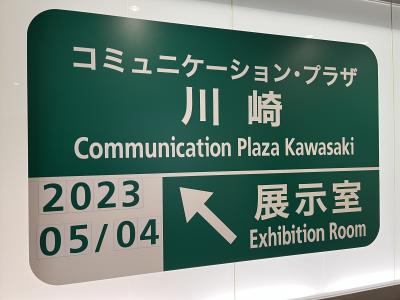 コミュニケーション・プラザ
川崎
Communication Plaza Kawasaki
2023
05/04
展示室
Exhibition Room